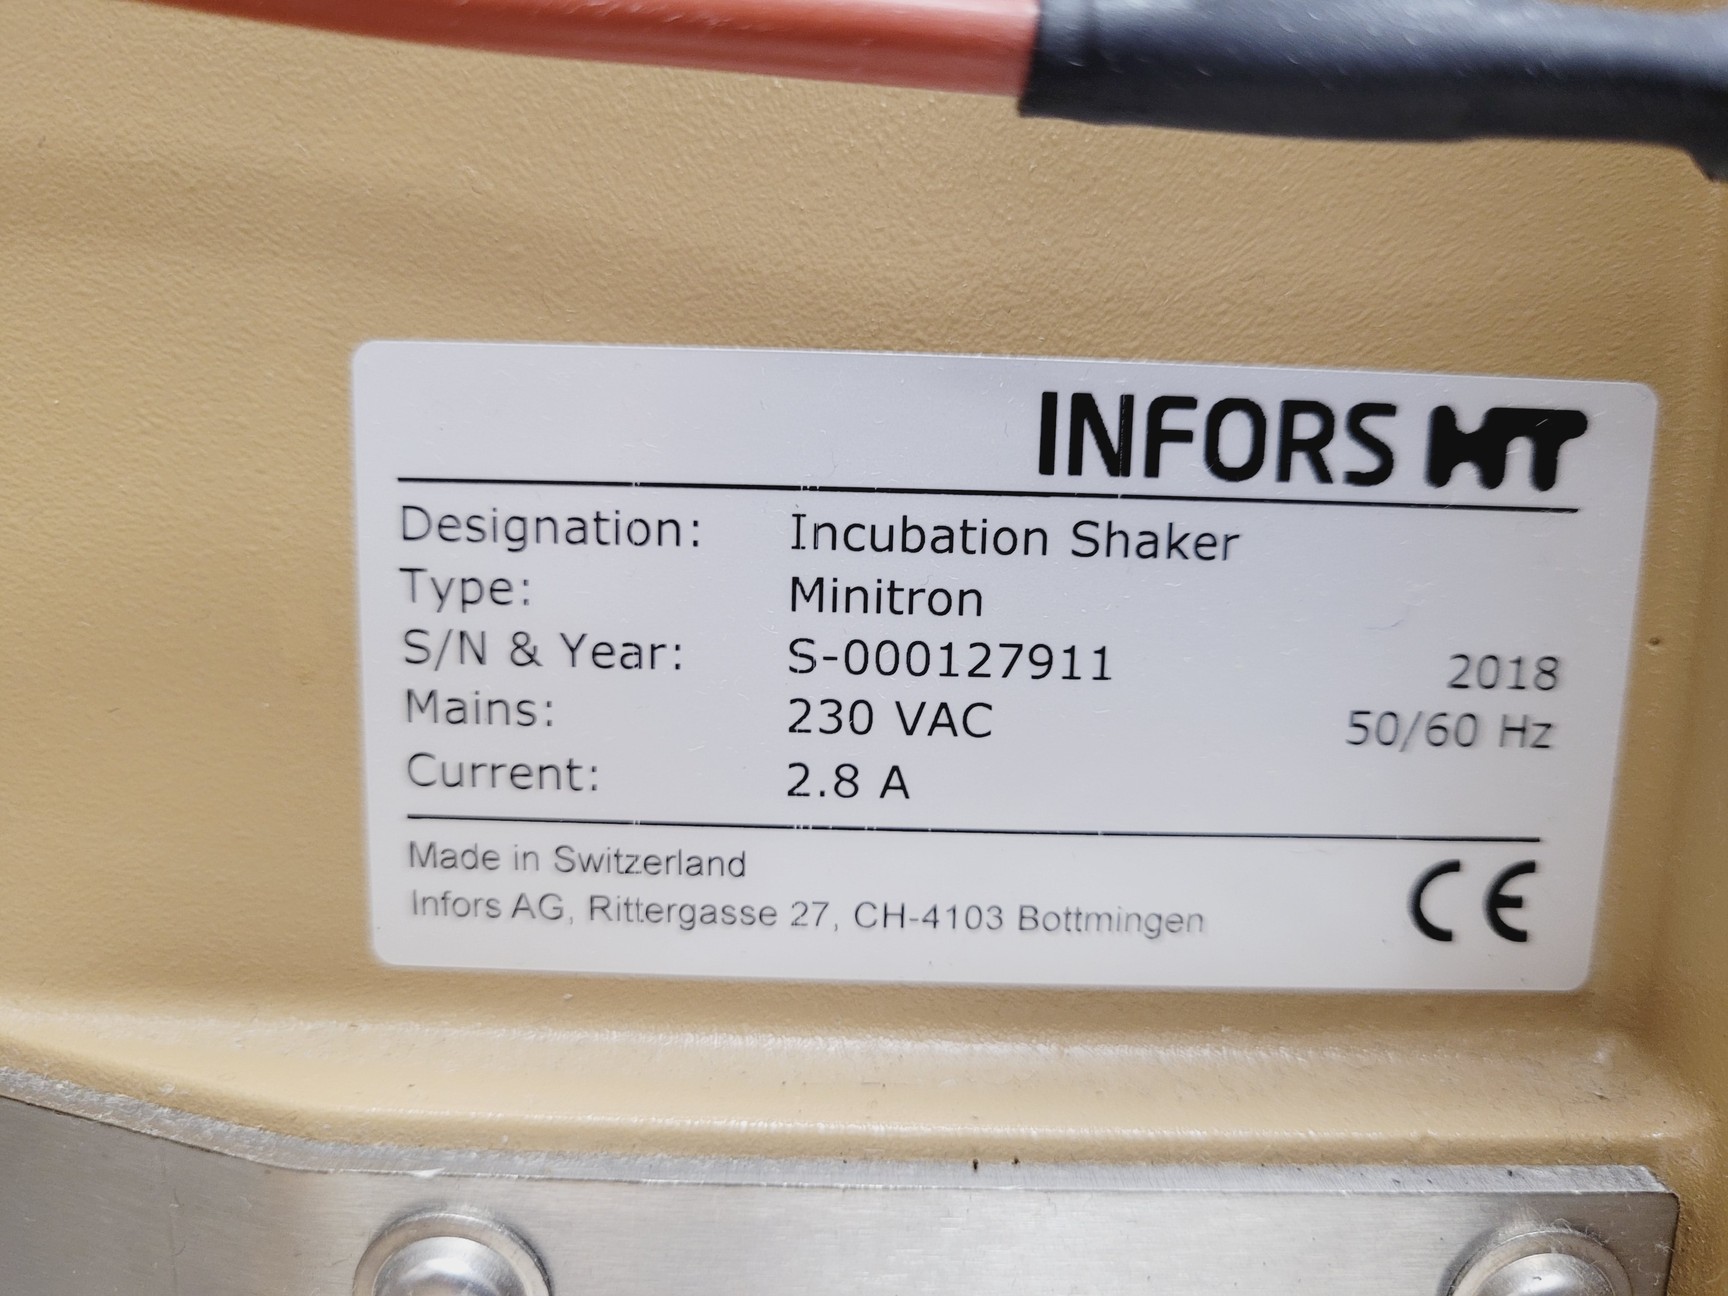 INFORS HT
Designation: Incubation Shaker
Type: Minitron
S/N & Year: S-000127911 2018
Mains: 230 VAC 50/60 Hz
Current: 2.8 A
Made in Switzerland
Infors AG, Rittergasse 27, CH-4103 Bottmingen
CE